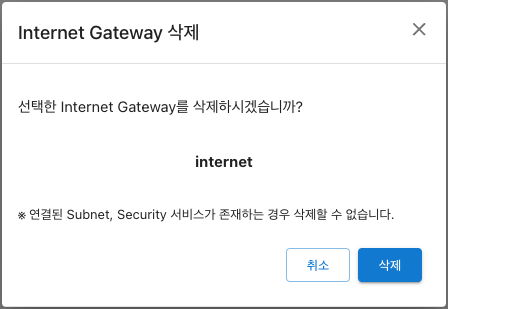 Internet Gateway 삭제
선택한 Internet Gateway를 삭제하시겠습니까?
internet
※ 연결된 Subnet, Security 서비스가 존재하는 경우 삭제할 수 없습니다.
취소 삭제